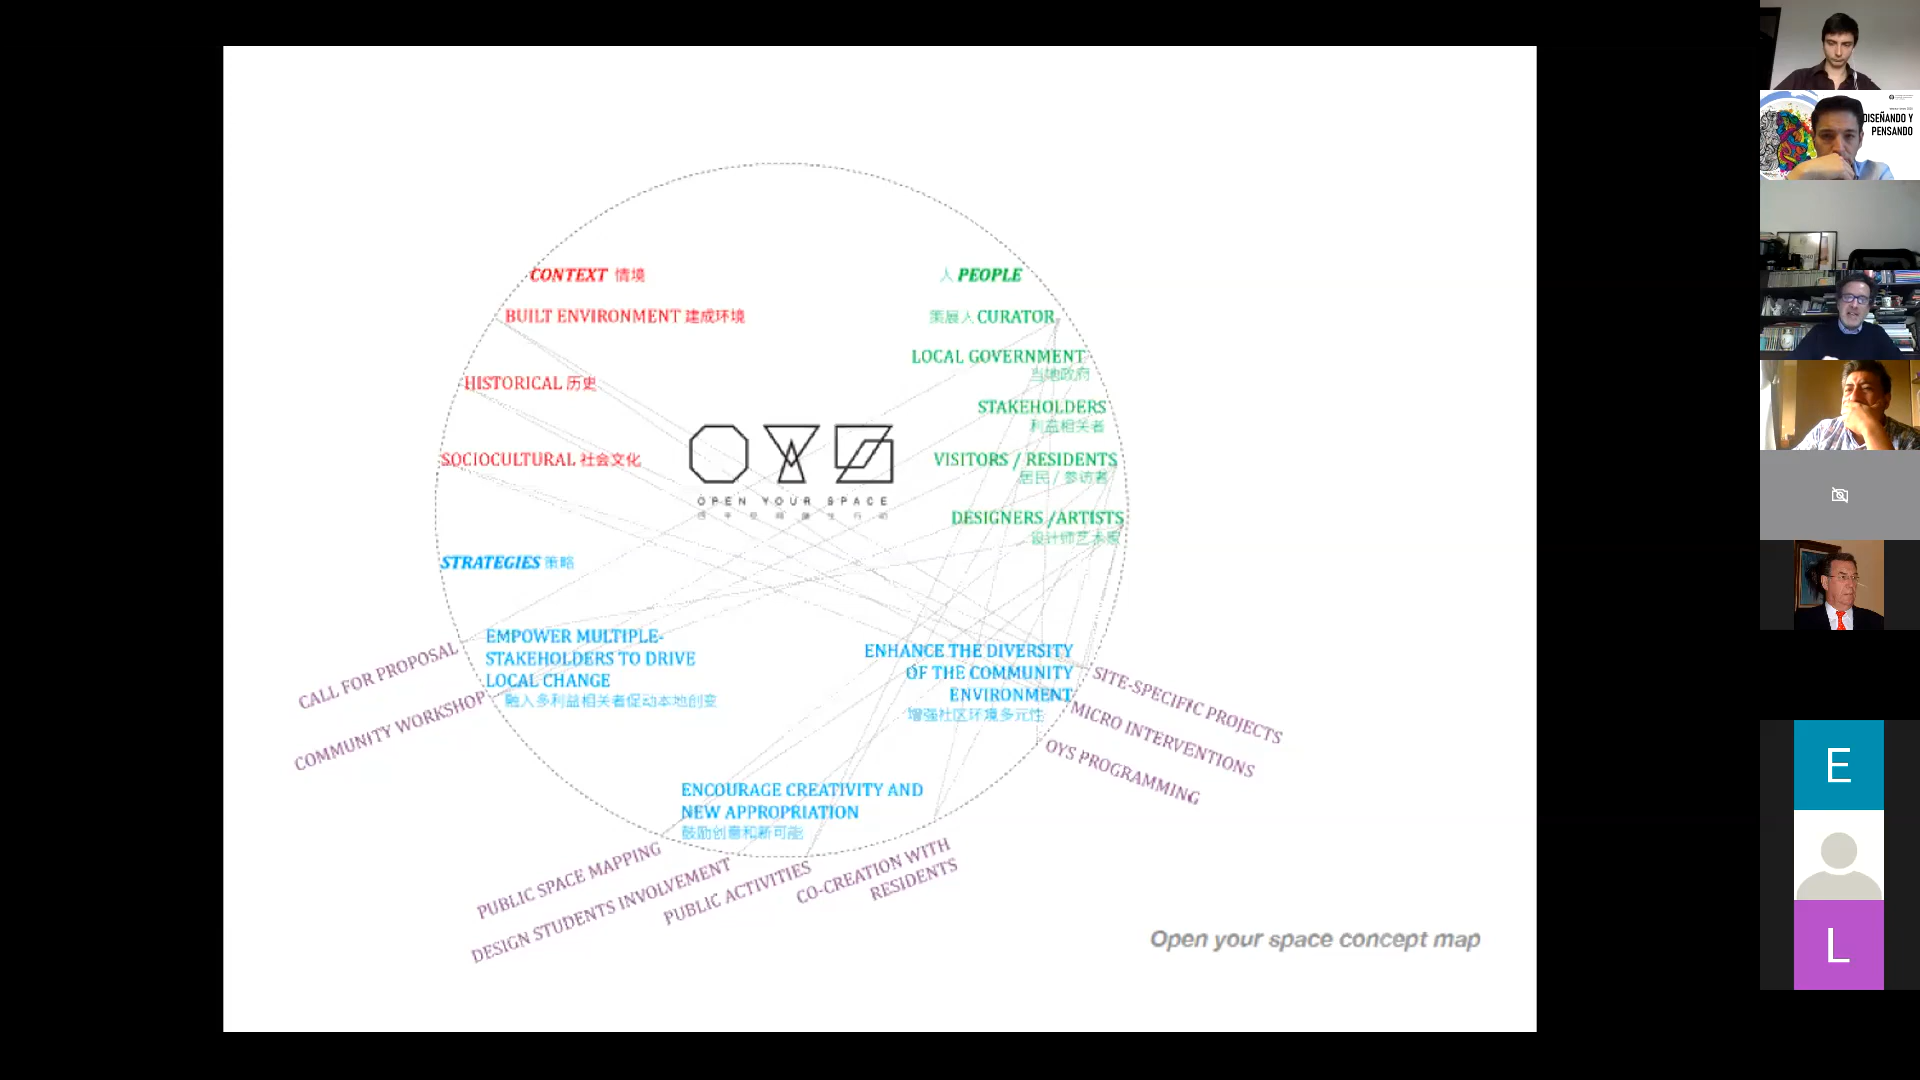 CONTEXT 情境
BUILT ENVIRONMENT 建成环境
HISTORICAL 历史
SOCIOCULTURAL 社会文化
人 PEOPLE
策展人 CURATOR
LOCAL GOVERNMENT
当地政府
STAKEHOLDERS
利益相关者
VISITORS / RESIDENTS
居民 / 参访者
DESIGNERS /ARTISTS
设计师艺术家
OPEN YOUR SPACE
STRATEGIES 策略
EMPOWER MULTIPLE-
STAKEHOLDERS TO DRIVE
LOCAL CHANGE
融入多利益相关者促动本地创变
ENHANCE THE DIVERSITY
OF THE COMMUNITY
ENVIRONMENT
增强社区环境多元性
ENCOURAGE CREATIVITY AND
NEW APPROPRIATION
鼓励创意和新可能
CALL FOR PROPOSAL
COMMUNITY WORKSHOP
SITE-SPECIFIC PROJECTS
MICRO INTERVENTIONS
OYS PROGRAMMING
PUBLIC SPACE MAPPING
DESIGN STUDENTS INVOLVEMENT
PUBLIC ACTIVITIES
CO-CREATION WITH
RESIDENTS
Open your space concept map
DISEÑANDO Y
PENSANDO
E
L